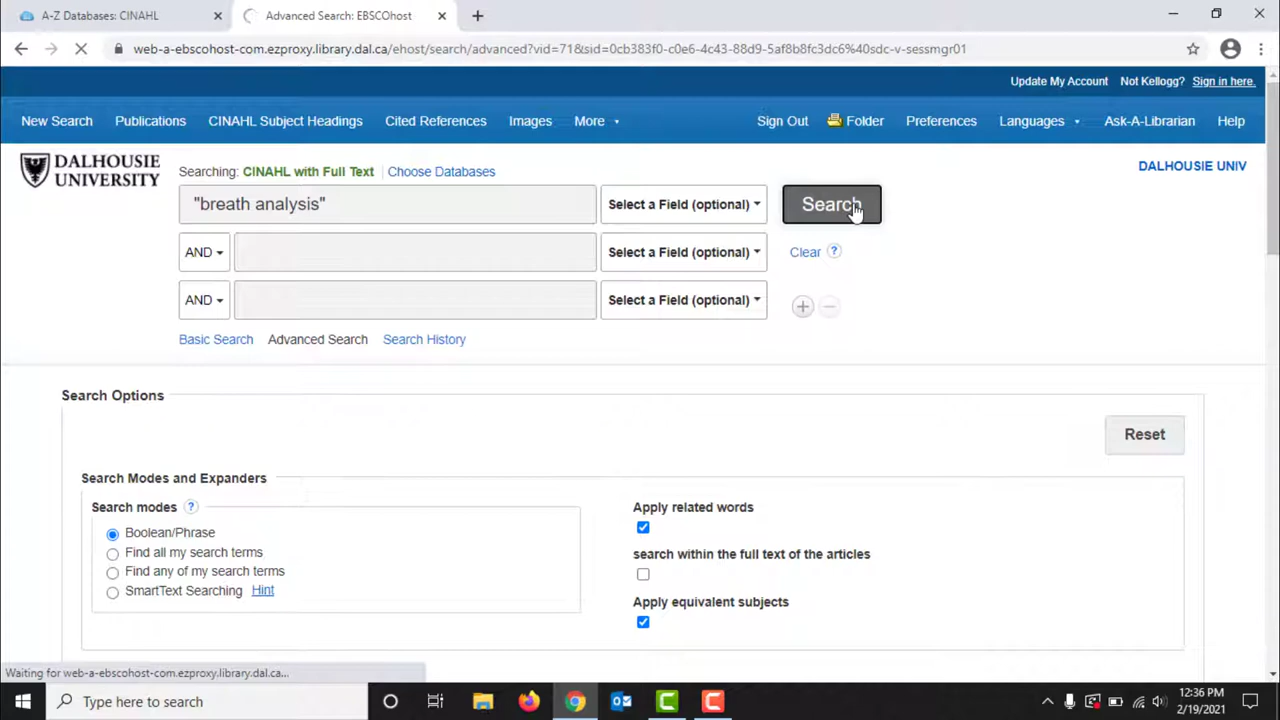 A-Z Databases: CINAHL
Advanced Search: EBSCOhost
web-a-ebscohost-com.ezproxy.library.dal.ca/ehost/search/advanced?vid=71&sid=0cb383f0-c0e6-4c43-88d9-5af8b8fc3dc6%40sdc-v-sessmgr01
Update My Account Not Kellogg? Sign in here.
New Search Publications CINAHL Subject Headings Cited References Images More Sign Out Folder Preferences Languages Ask-A-Librarian Help
DALHOUSIE UNIVERSITY
Searching: CINAHL with Full Text Choose Databases
DALHOUSIE UNIV
"breath analysis" Select a Field (optional) Search
AND Select a Field (optional) Clear ?
AND Select a Field (optional) + −
Basic Search Advanced Search Search History
Search Options
Reset
Search Modes and Expanders
Search modes ?
Boolean/Phrase
Find all my search terms
Find any of my search terms
SmartText Searching Hint
Apply related words
search within the full text of the articles
Apply equivalent subjects
Waiting for web-a-ebscohost-com.ezproxy.library.dal.ca...
Type here to search
12:36 PM
2/19/2021